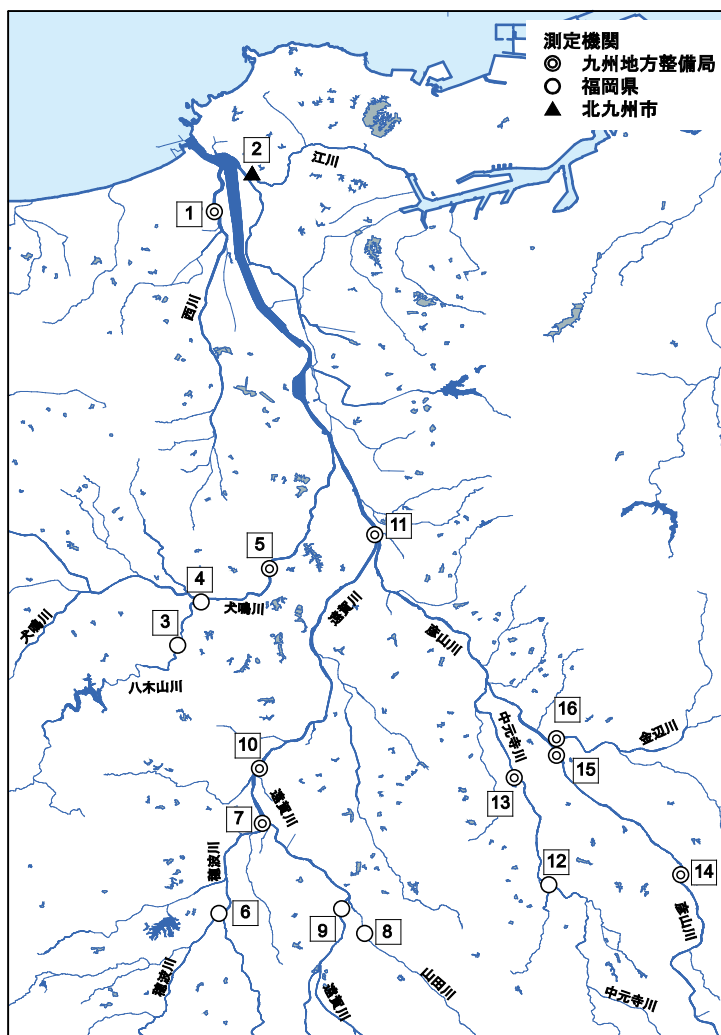 測定機関
九州地方整備局
福岡県
北九州市
2
江川
1
西川
11
5
4
犬鳴川
遠賀川
犬鳴川
3
彦山川
八木山川
16
金辺川
中元寺川
10
15
13
遠賀川
7
穂波川
12
14
6
9
8
彦山川
穂波川
遠賀川
山田川
中元寺川